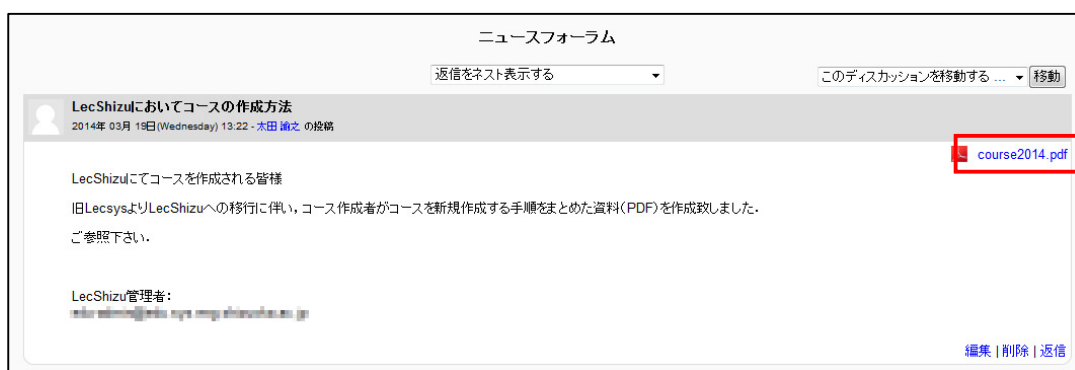 ニュースフォーラム
返信をネスト表示する
このディスカッションを移動する ... 移動
LecShizuにおいてコースの作成方法
2014年 03月 19日(Wednesday) 13:22 - 太田 諭之 の投稿
course2014.pdf
LecShizuにてコースを作成される皆様
旧LecsysよりLecShizuへの移行に伴い，コース作成者がコースを新規作成する手順をまとめた資料(PDF)を作成致しました．
ご参照下さい．
LecShizu管理者：
編集 | 削除 | 返信